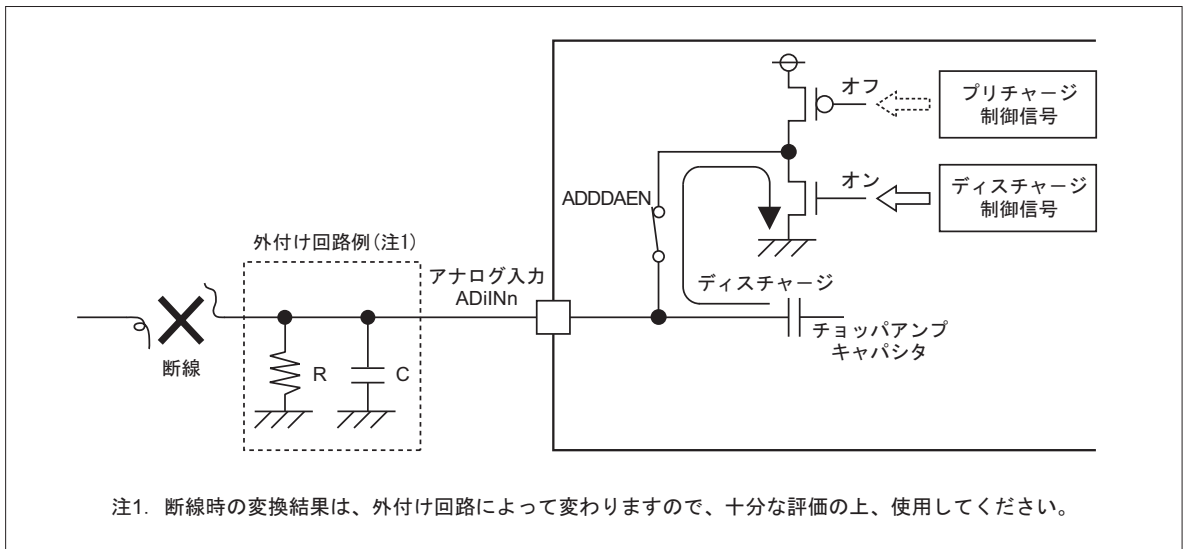 オフ
プリチャージ
制御信号
オン
ディスチャージ
制御信号
ADDDAEN
外付け回路例(注1)
アナログ入力
ADiINn
ディスチャージ
チョッパアンプ
キャパシタ
断線
R
C
注1. 断線時の変換結果は、外付け回路によって変わりますので、十分な評価の上、使用してください。